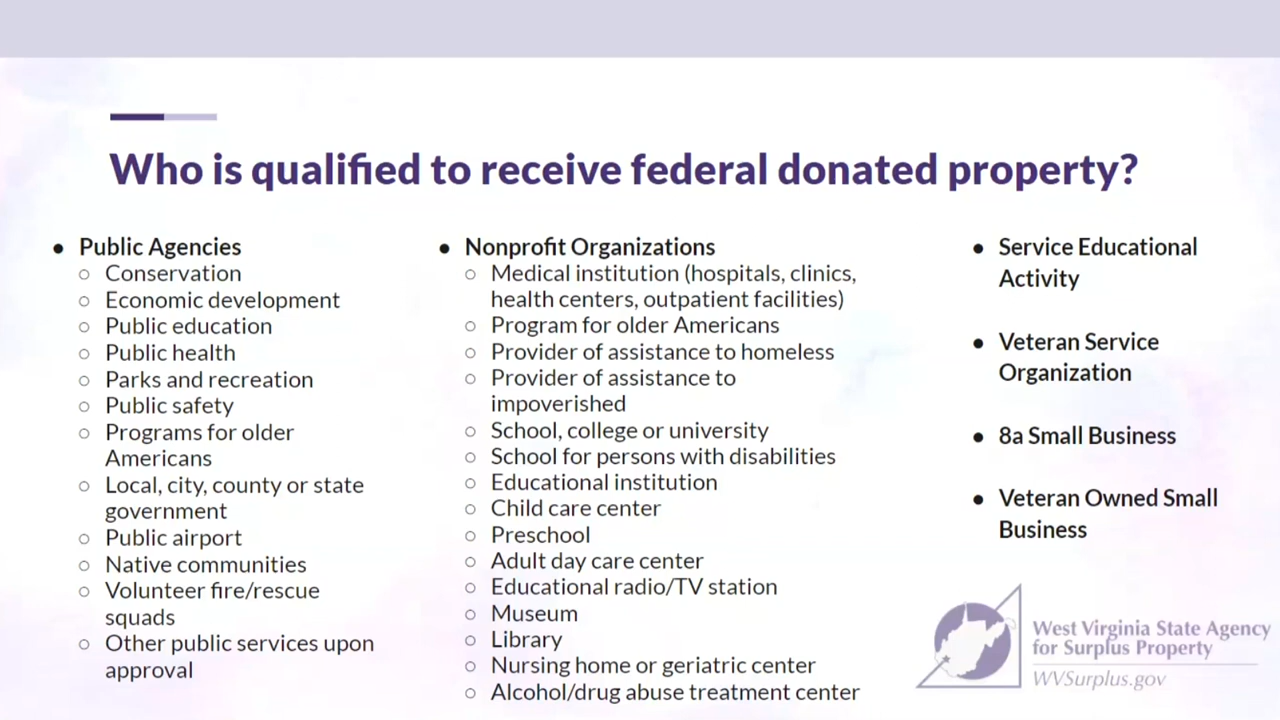 Who is qualified to receive federal donated property?
● Public Agencies
○ Conservation
○ Economic development
○ Public education
○ Public health
○ Parks and recreation
○ Public safety
○ Programs for older
Americans
○ Local, city, county or state
government
○ Public airport
○ Native communities
○ Volunteer fire/rescue
squads
○ Other public services upon
approval
● Nonprofit Organizations
○ Medical institution (hospitals, clinics,
health centers, outpatient facilities)
○ Program for older Americans
○ Provider of assistance to homeless
○ Provider of assistance to
impoverished
○ School, college or university
○ School for persons with disabilities
○ Educational institution
○ Child care center
○ Preschool
○ Adult day care center
○ Educational radio/TV station
○ Museum
○ Library
○ Nursing home or geriatric center
○ Alcohol/drug abuse treatment center
● Service Educational
Activity
● Veteran Service
Organization
● 8a Small Business
● Veteran Owned Small
Business
West Virginia State Agency
for Surplus Property
WVSurplus.gov